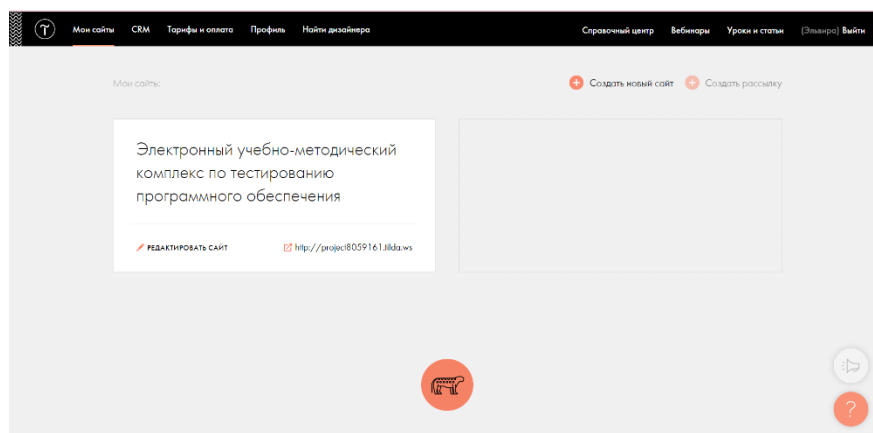 Мои сайты CRM Тарифы и оплата Профиль Найти дизайнера Справочный центр Вебинары Уроки и статьи (Эльвира) Выйти
Мои сайты: Создать новый сайт Создать рассылку
Электронный учебно-методический
комплекс по тестированию
программного обеспечения
РЕДАКТИРОВАТЬ САЙТ http://project8059161.tilda.ws
?